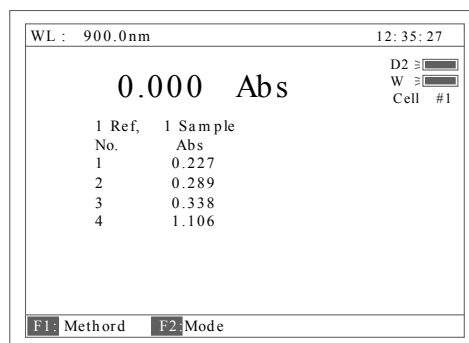 WL : 900.0nm 12:35:27
D2
W
0.000 Abs
Cell #1
1 Ref, 1 Sample
No. Abs
1 0.227
2 0.289
3 0.338
4 1.106
F1: Methord F2:Mode